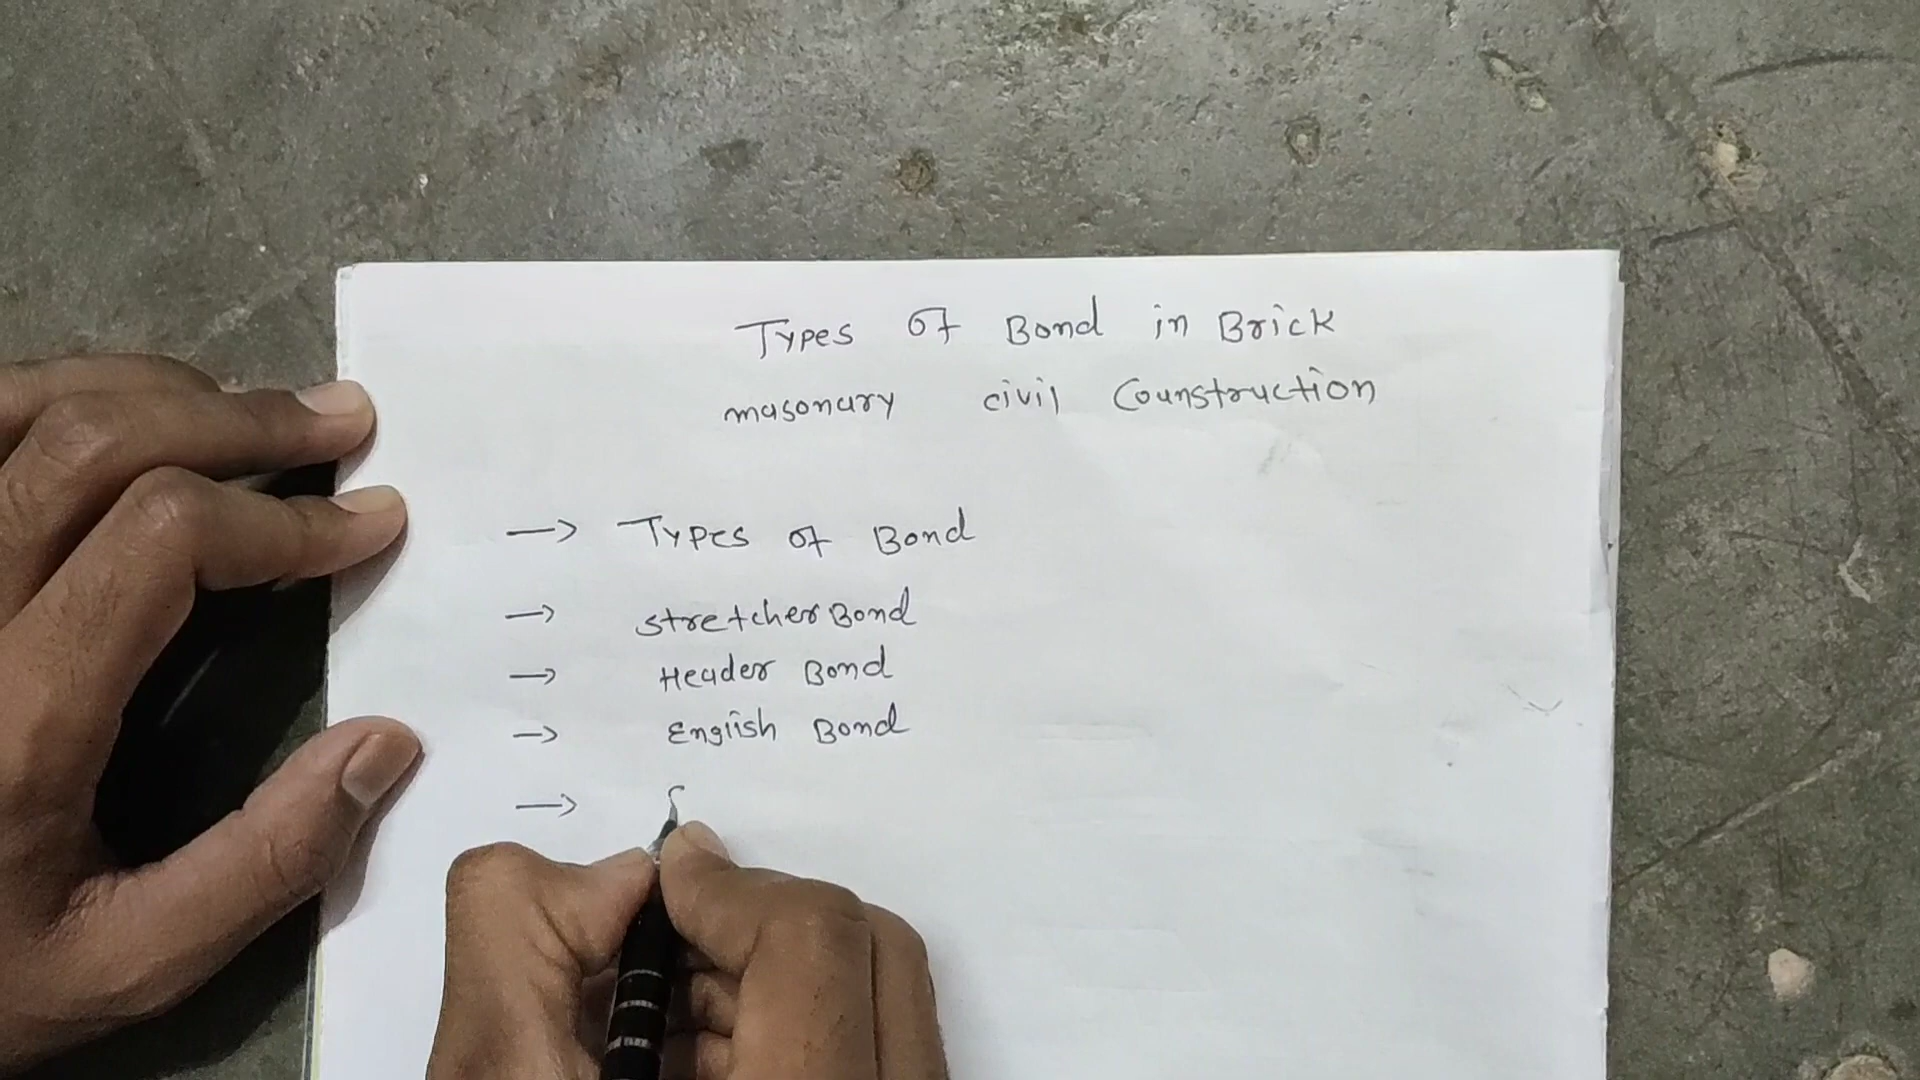 Types of Bond in Brick
masonary civil Counstruction
→ Types of Bond
→ stretcher Bond
→ Header Bond
→ English Bond
→